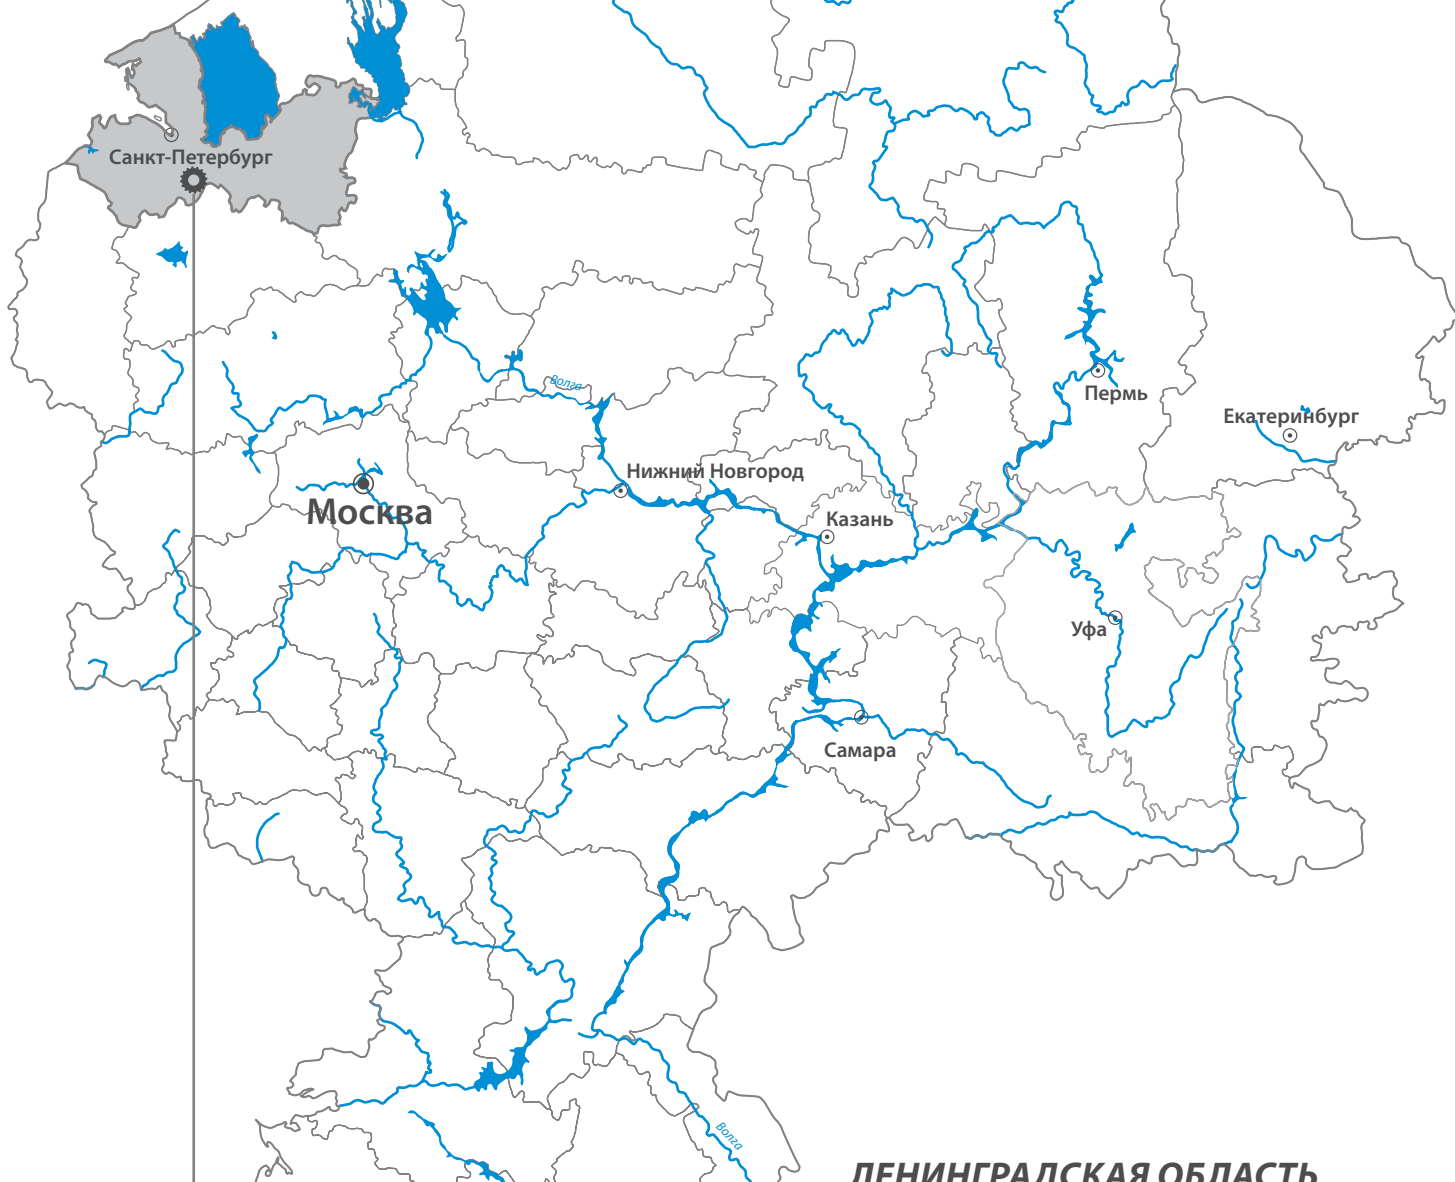 Санкт-Петербург
Волга
Пермь
Екатеринбург
Нижний Новгород
Москва
Казань
Уфа
Самара
Волга
ЛЕНИНГРАДСКАЯ ОБЛАСТЬ